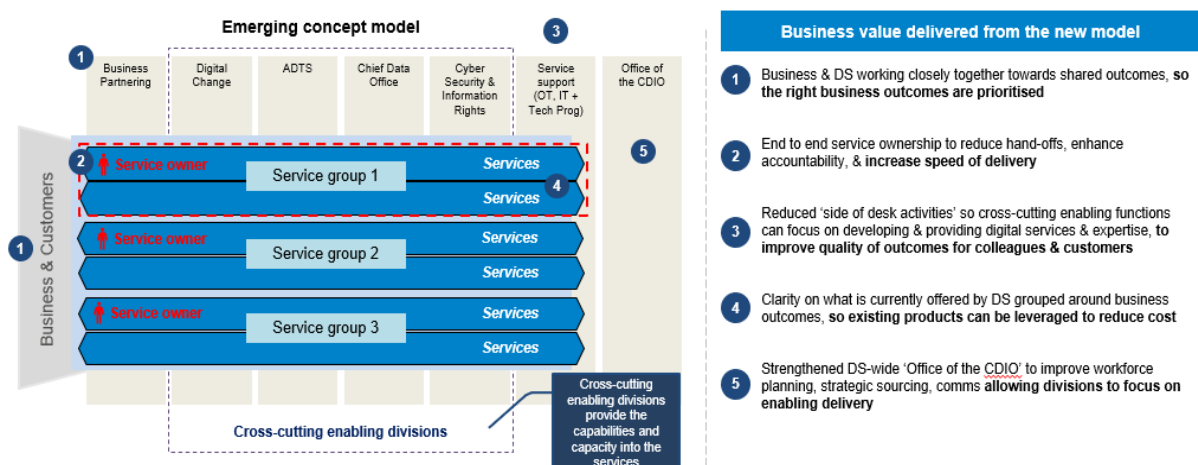 Emerging concept model
1
3
Business
Partnering
Digital
Change
ADTS
Chief Data
Office
Cyber
Security &
Information
Rights
Service
support
(OT, IT +
Tech Prog)
Office of
the CDIO
Business & Customers
1
2
Service owner
Services
Service group 1
Services
4
5
Service owner
Services
Service group 2
Services
Service owner
Services
Service group 3
Services
Cross-cutting enabling divisions
Cross-cutting
enabling divisions
provide the
capabilities and
capacity into the
services
Business value delivered from the new model
1
Business & DS working closely together towards shared outcomes, so
the right business outcomes are prioritised
2
End to end service ownership to reduce hand-offs, enhance
accountability, & increase speed of delivery
3
Reduced ‘side of desk activities’ so cross-cutting enabling functions
can focus on developing & providing digital services & expertise, to
improve quality of outcomes for colleagues & customers
4
Clarity on what is currently offered by DS grouped around business
outcomes, so existing products can be leveraged to reduce cost
5
Strengthened DS-wide ‘Office of the CDIO’ to improve workforce
planning, strategic sourcing, comms allowing divisions to focus on
enabling delivery